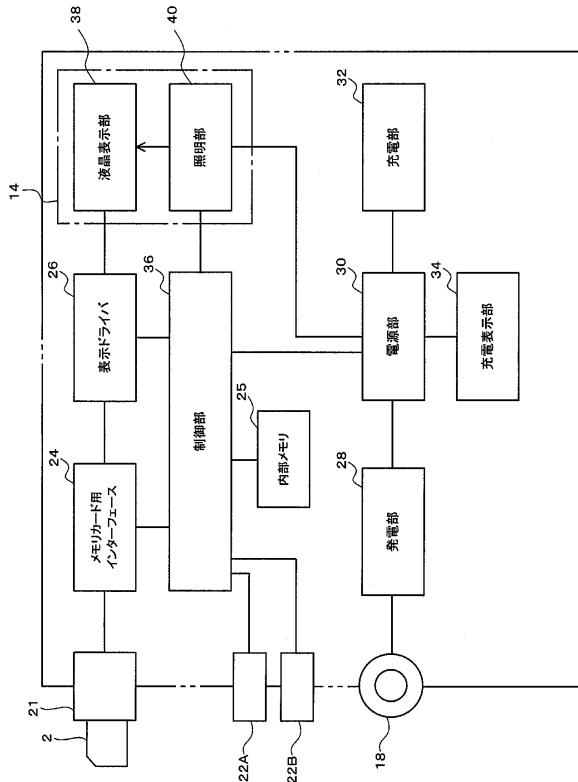 38
液晶表示部
40
照明部
32
充電部
14
26
表示ドライバ
36
制御部
30
電源部
34
充電表示部
24
メモリカード用
インターフェース
25
内部メモリ
28
発電部
21
2
22A
22B
18